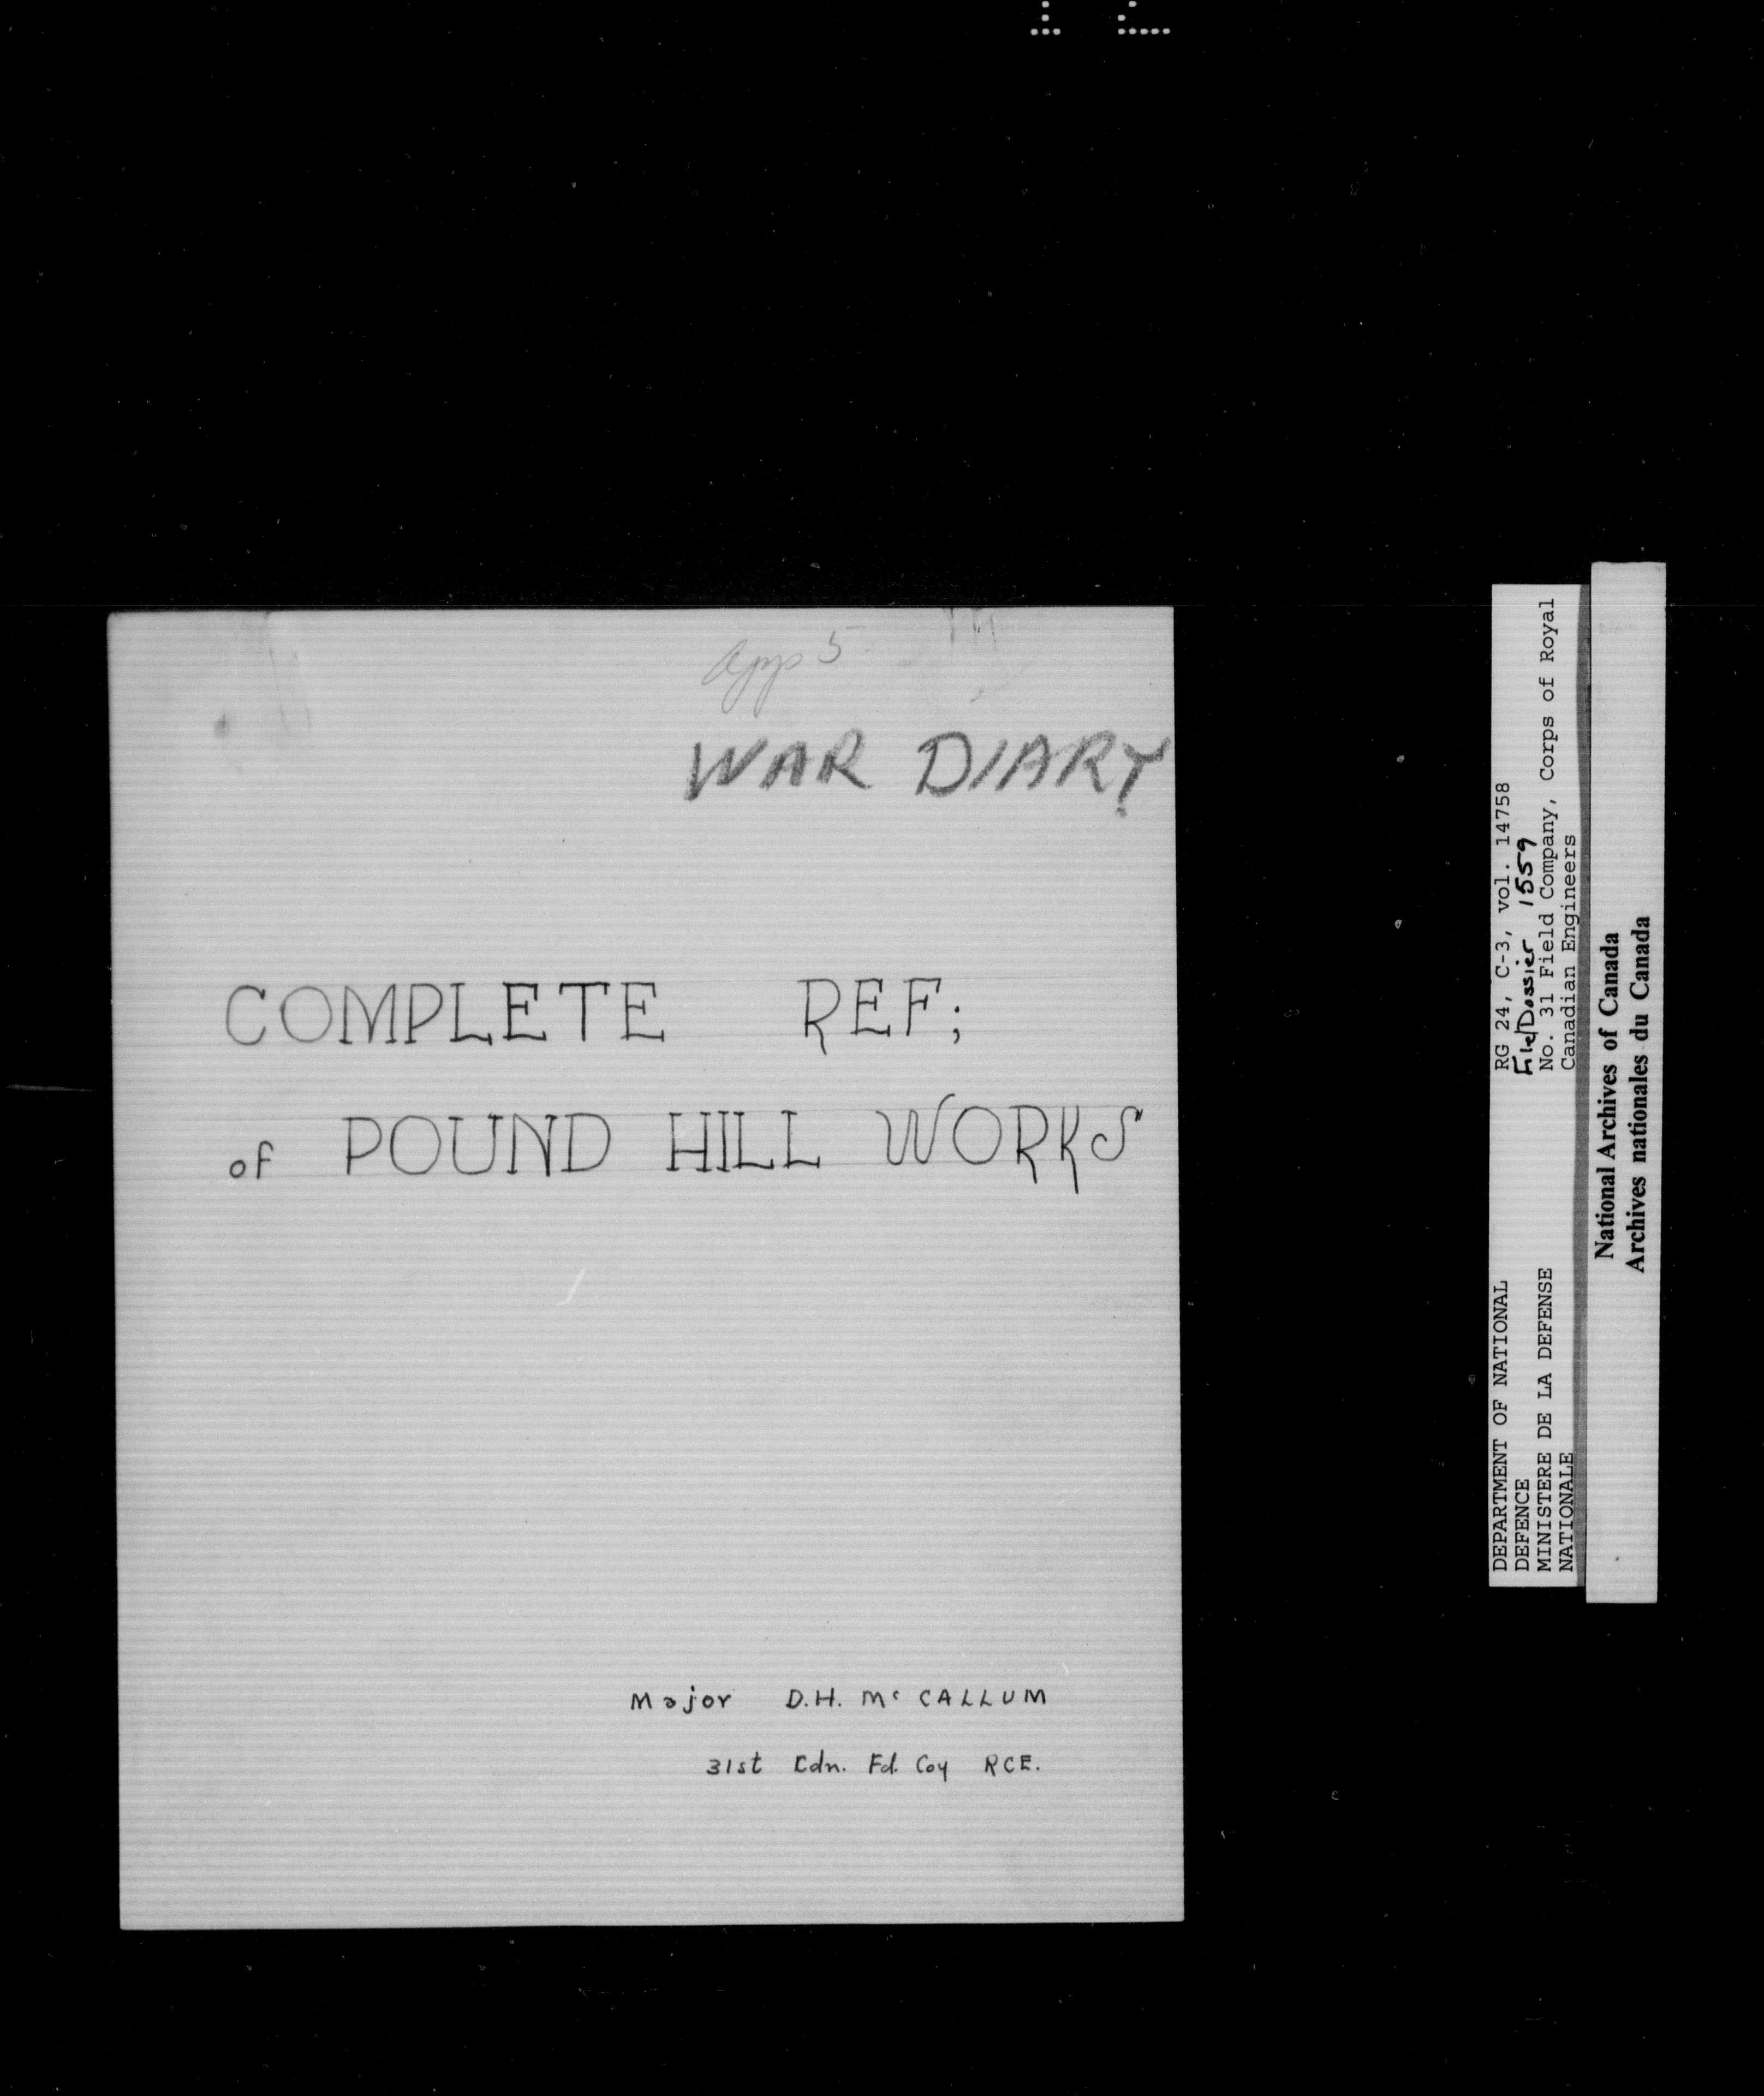 App 5
WAR DIARY
COMPLETE REF;
of POUND HILL WORKS
Major D.H. Mc CALLUM
31st Cdn. Fd. Coy RCE.
RG 24, C-3, vol. 14758
File/Dossier 1559
No. 31 Field Company, Corps of Royal
Canadian Engineers
DEPARTMENT OF NATIONAL
DEFENCE
MINISTERE DE LA DEFENSE
NATIONALE
National Archives of Canada
Archives nationales du Canada